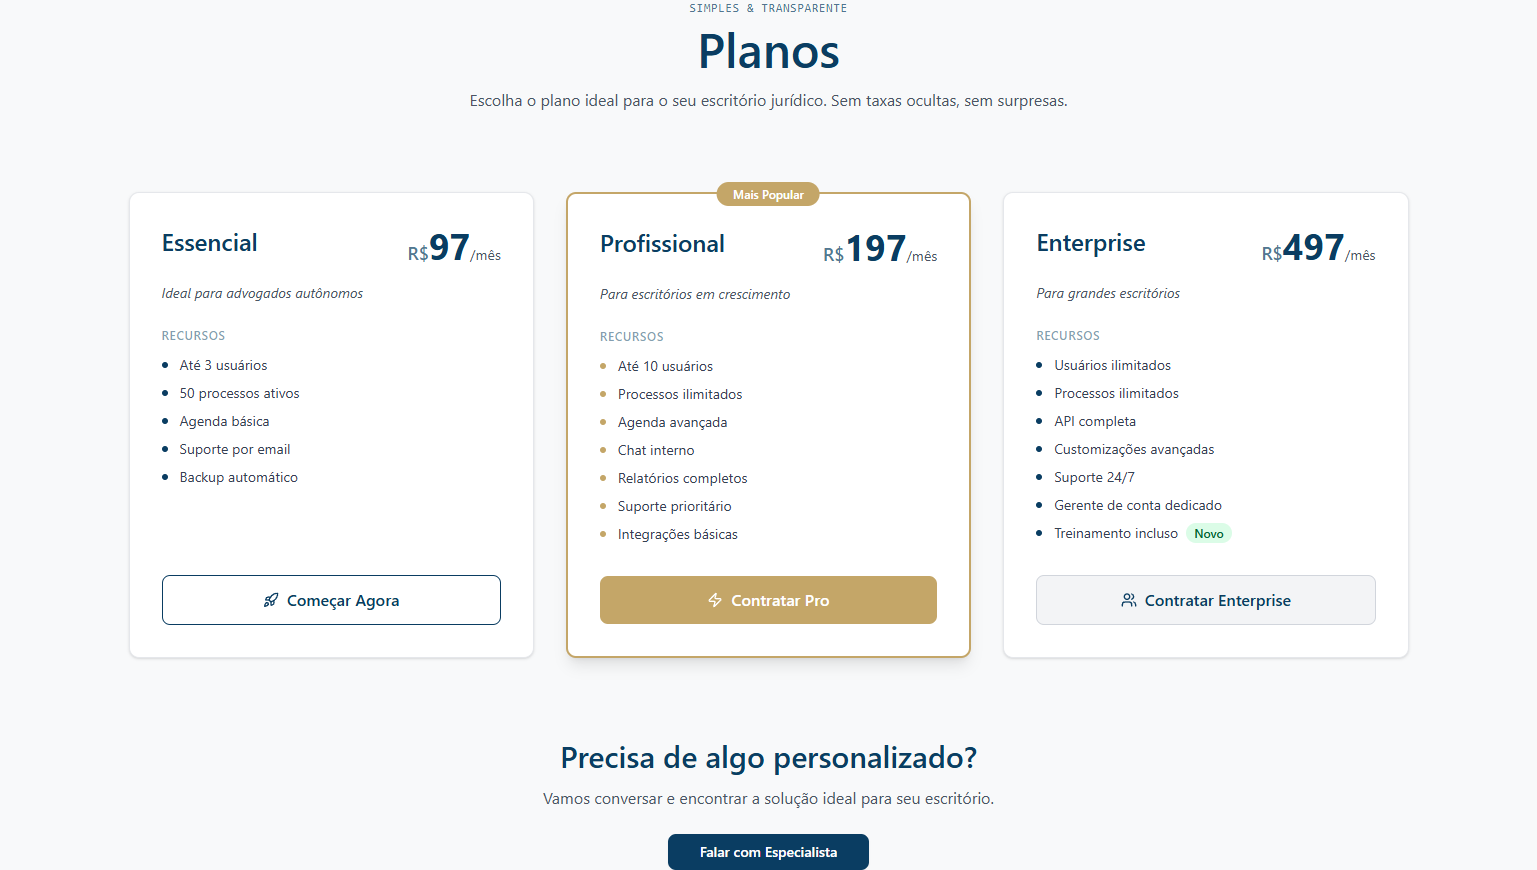 SIMPLES & TRANSPARENTE
Planos
Escolha o plano ideal para o seu escritório jurídico. Sem taxas ocultas, sem surpresas.
Essencial
R$97/mês
Ideal para advogados autônomos
RECURSOS
Até 3 usuários
50 processos ativos
Agenda básica
Suporte por email
Backup automático
Começar Agora
Mais Popular
Profissional
R$197/mês
Para escritórios em crescimento
RECURSOS
Até 10 usuários
Processos ilimitados
Agenda avançada
Chat interno
Relatórios completos
Suporte prioritário
Integrações básicas
Contratar Pro
Enterprise
R$497/mês
Para grandes escritórios
RECURSOS
Usuários ilimitados
Processos ilimitados
API completa
Customizações avançadas
Suporte 24/7
Gerente de conta dedicado
Treinamento incluso Novo
Contratar Enterprise
Precisa de algo personalizado?
Vamos conversar e encontrar a solução ideal para seu escritório.
Falar com Especialista